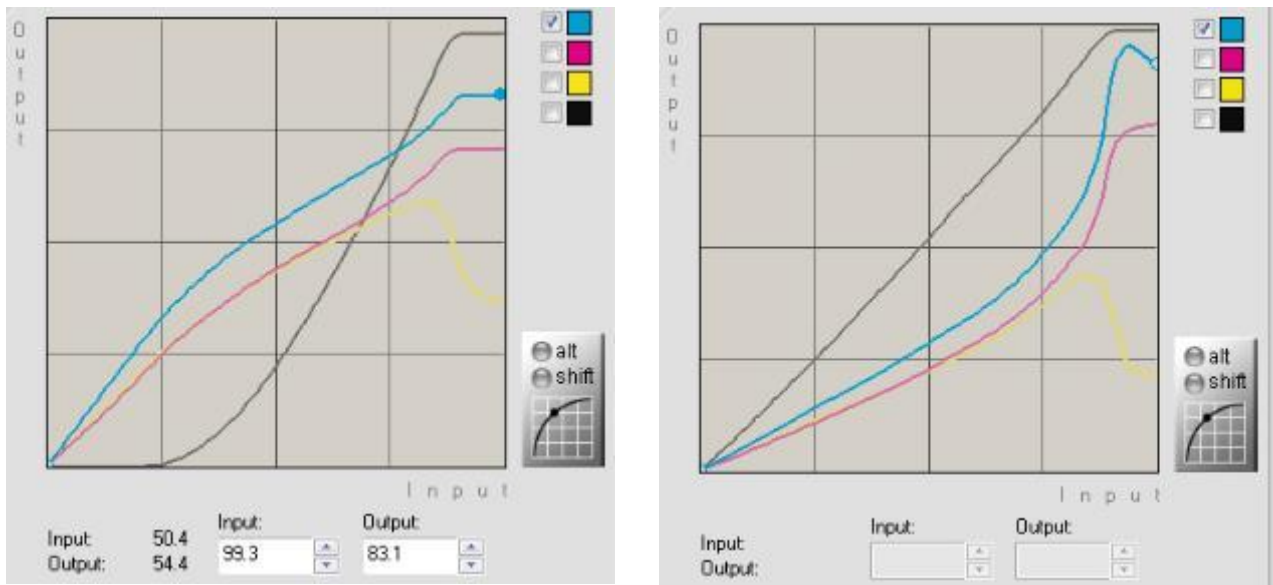 Output
alt
shift
Input
Input: 50.4
Output: 54.4
Input: 99.3
Output: 83.1
Output
alt
shift
Input
Input:
Output:
Input:
Output: